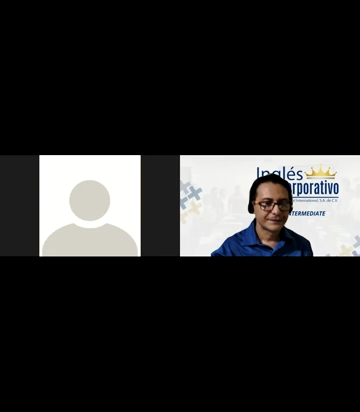 Inglés
rporativo
International S.A. de C.V.
TERMEDIATE